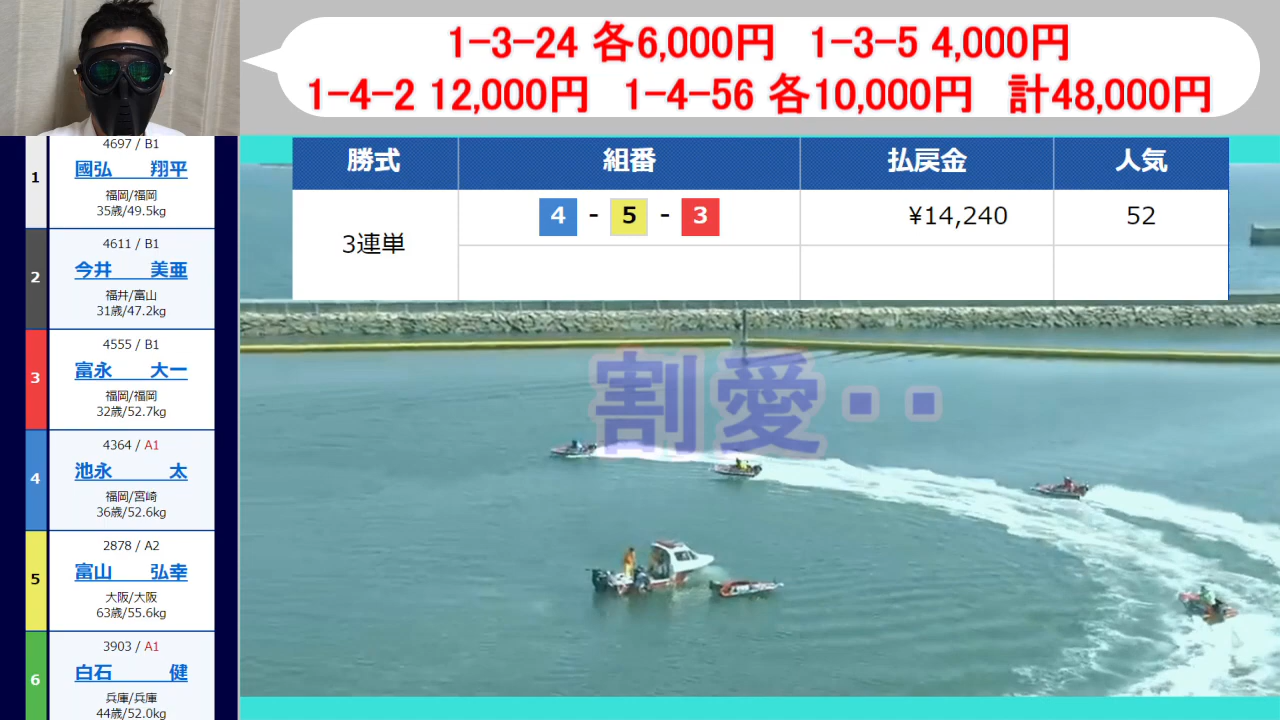 1-3-24 各6,000円 1-3-5 4,000円
1-4-2 12,000円 1-4-56 各10,000円 計48,000円
1
4697 / B1
國弘 翔平
福岡/福岡
35歳/49.5kg
2
4611 / B1
今井 美亜
福井/富山
31歳/47.2kg
3
4555 / B1
富永 大一
福岡/福岡
32歳/52.7kg
4
4364 / A1
池永 太
福岡/宮崎
36歳/52.6kg
5
2878 / A2
富山 弘幸
大阪/大阪
63歳/55.6kg
6
3903 / A1
白石 健
兵庫/兵庫
44歳/52.0kg
勝式 組番 払戻金 人気
3連単 4 - 5 - 3 ¥14,240 52
割愛・・